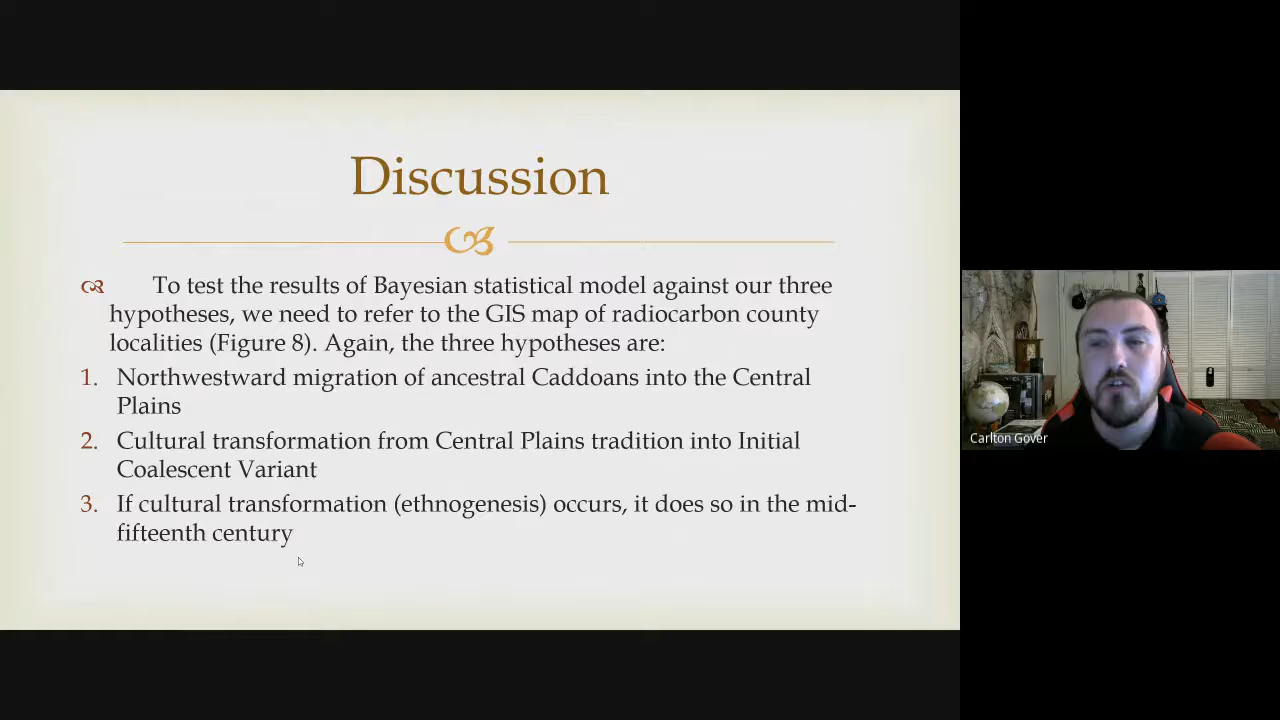 Discussion
To test the results of Bayesian statistical model against our three
hypotheses, we need to refer to the GIS map of radiocarbon county
localities (Figure 8). Again, the three hypotheses are:
1. Northwestward migration of ancestral Caddoans into the Central
Plains
2. Cultural transformation from Central Plains tradition into Initial
Coalescent Variant
3. If cultural transformation (ethnogenesis) occurs, it does so in the mid-
fifteenth century
Carlton Gover